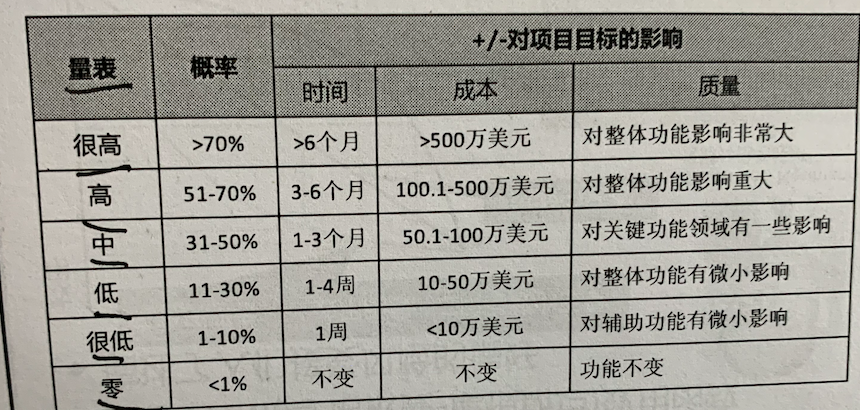 量表 概率 +/-对项目目标的影响
时间 成本 质量
很高 >70% >6个月 >500万美元 对整体功能影响非常大
高 51-70% 3-6个月 100.1-500万美元 对整体功能影响重大
中 31-50% 1-3个月 50.1-100万美元 对关键功能领域有一些影响
低 11-30% 1-4周 10-50万美元 对整体功能有微小影响
很低 1-10% 1周 <10万美元 对辅助功能有微小影响
零 <1% 不变 不变 功能不变